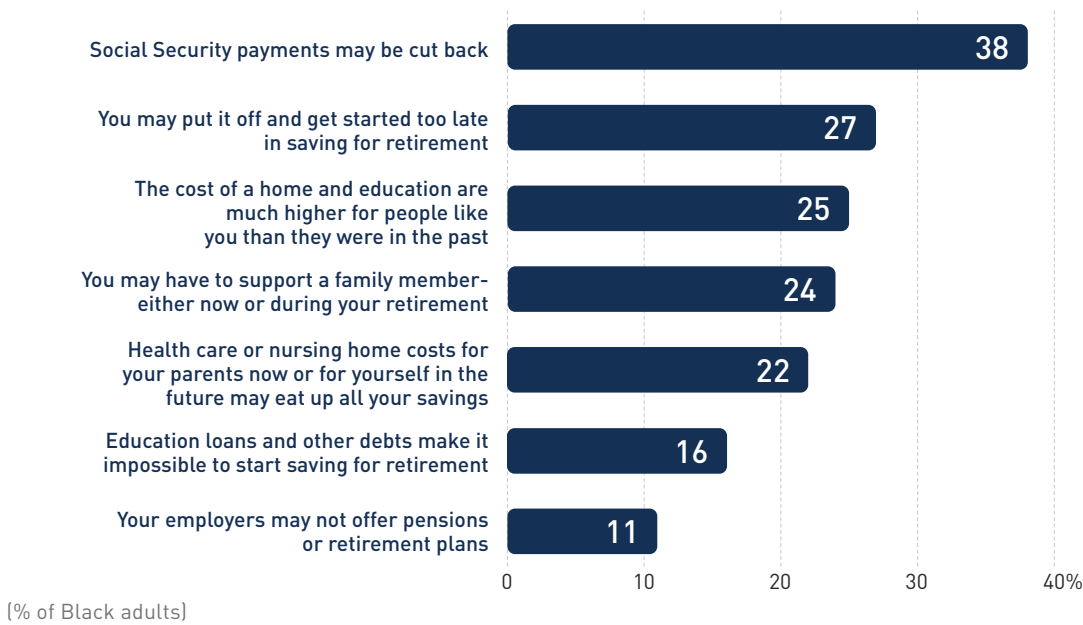 Social Security payments may be cut back
38
You may put it off and get started too late
in saving for retirement
27
The cost of a home and education are
much higher for people like
you than they were in the past
25
You may have to support a family member-
either now or during your retirement
24
Health care or nursing home costs for
your parents now or for yourself in the
future may eat up all your savings
22
Education loans and other debts make it
impossible to start saving for retirement
16
Your employers may not offer pensions
or retirement plans
11
0 10 20 30 40%
(% of Black adults)